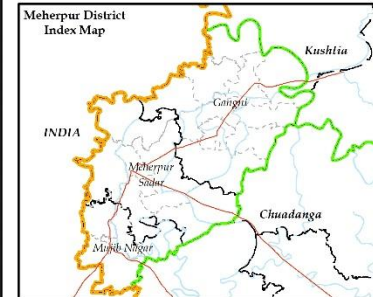 Meherpur District
Index Map
Kushtia
Gangni
INDIA
Meherpur
Sadar
Chuadanga
Mujib Nagar